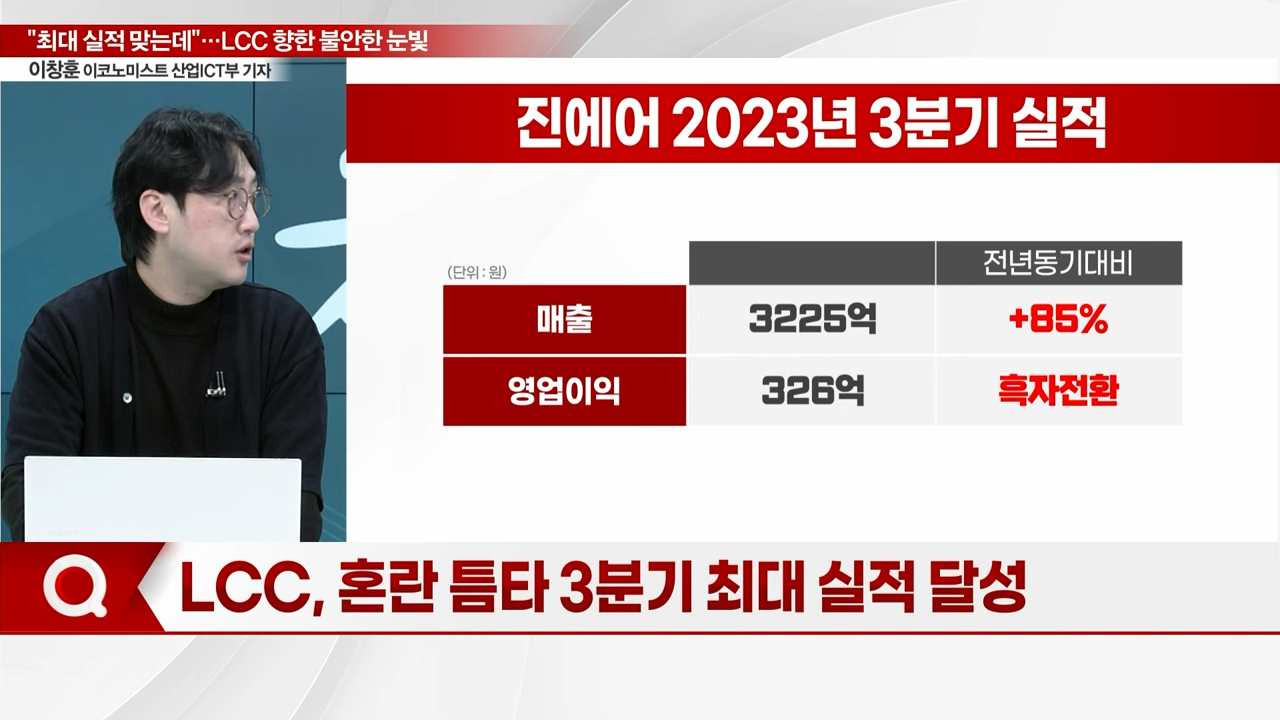 "최대 실적 맞는데"…LCC 향한 불안한 눈빛
이창훈 이코노미스트 산업ICT부 기자
진에어 2023년 3분기 실적
(단위 : 원)
전년동기대비
매출 3225억 +85%
영업이익 326억 흑자전환
LCC, 혼란 틈타 3분기 최대 실적 달성